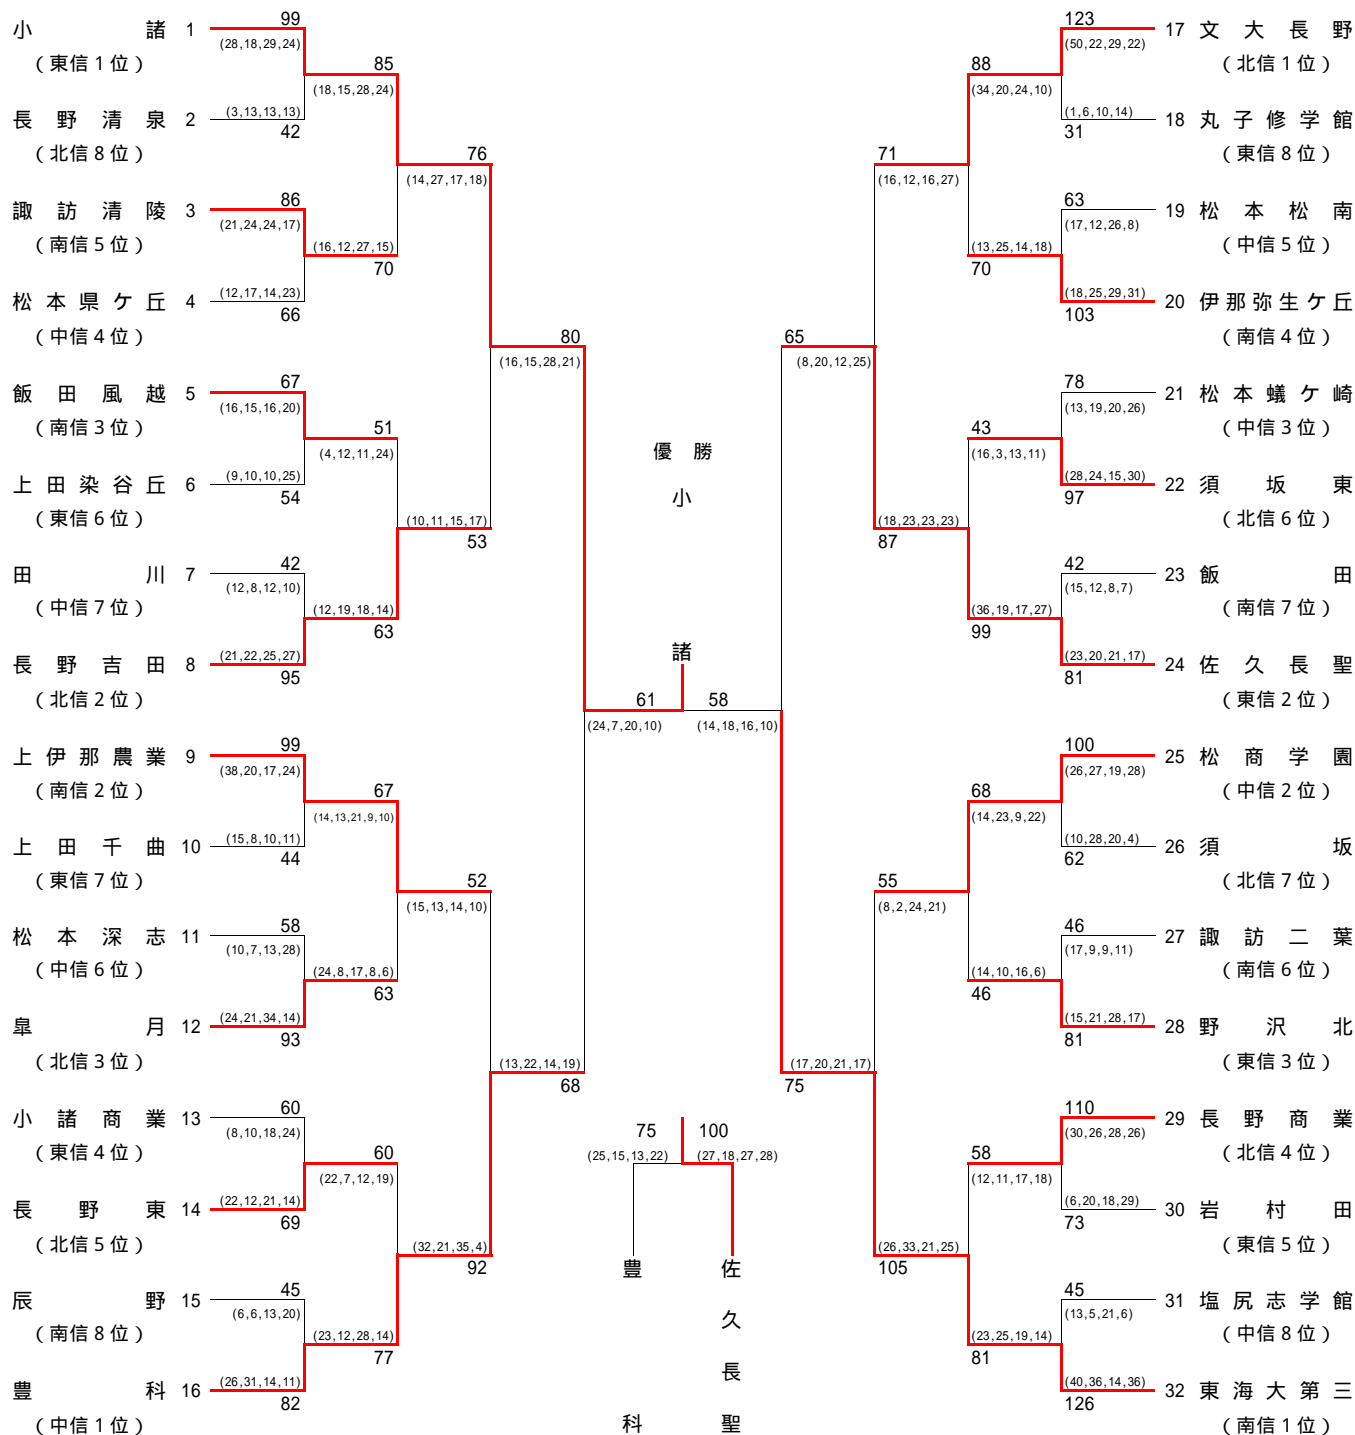 小諸 1 99
(28,18,29,24)
(東信1位)
85
(18,15,28,24)
長野清泉 2 (3,13,13,13)
42
(北信8位)
76
(14,27,17,18)
諏訪清陵 3 86
(21,24,24,17)
(南信5位)
(16,12,27,15)
70
松本県ケ丘 4 (12,17,14,23)
66
(中信4位)
80
(16,15,28,21)
飯田風越 5 67
(16,15,16,20)
(南信3位)
51
(4,12,11,24)
上田染谷丘 6 (9,10,10,25)
54
(東信6位)
(10,11,15,17)
53
田川 7 42
(12,8,12,10)
(中信7位)
(12,19,18,14)
63
長野吉田 8 (21,22,25,27)
95
(北信2位)
61
(24,7,20,10)
上伊那農業 9 99
(38,20,17,24)
(南信2位)
67
(14,13,21,9,10)
上田千曲 10 (15,8,10,11)
44
(東信7位)
52
(15,13,14,10)
松本深志 11 58
(10,7,13,28)
(中信6位)
(24,8,17,8,6)
63
皐月 12 (24,21,34,14)
93
(北信3位)
(13,22,14,19)
68
小諸商業 13 60
(8,10,18,24)
(東信4位)
60
(22,7,12,19)
長野東 14 (22,12,21,14)
69
(北信5位)
(32,21,35,4)
92
辰野 15 45
(6,6,13,20)
(南信8位)
(23,12,28,14)
77
豊科 16 (26,31,14,11)
82
(中信1位)
優勝
小
諸
58
(14,18,16,10)
75 100
(25,15,13,22) (27,18,27,28)
豊科
佐久長聖
123 17 文大長野
(50,22,29,22)
(北信1位)
88
(34,20,24,10)
(1,6,10,14) 18 丸子修学館
31
(東信8位)
71
(16,12,16,27)
63 19 松本松南
(17,12,26,8)
(中信5位)
(13,25,14,18)
70
(18,25,29,31) 20 伊那弥生ケ丘
103
(南信4位)
65
(8,20,12,25)
78 21 松本蟻ケ崎
(13,19,20,26)
(中信3位)
43
(16,3,13,11)
(28,24,15,30) 22 須坂東
97
(北信6位)
(18,23,23,23)
87
42 23 飯田
(15,12,8,7)
(南信7位)
(36,19,17,27)
99
(23,20,21,17) 24 佐久長聖
81
(東信2位)
100 25 松商学園
(26,27,19,28)
(中信2位)
68
(14,23,9,22)
(10,28,20,4) 26 須坂
62
(北信7位)
55
(8,2,24,21)
46 27 諏訪二葉
(17,9,9,11)
(南信6位)
(14,10,16,6)
46
(15,21,28,17) 28 野沢北
81
(東信3位)
(17,20,21,17)
75
110 29 長野商業
(30,26,28,26)
(北信4位)
58
(12,11,17,18)
(6,20,18,29) 30 岩村田
73
(東信5位)
(26,33,21,25)
105
45 31 塩尻志学館
(13,5,21,6)
(中信8位)
(23,25,19,14)
81
(40,36,14,36) 32 東海大第三
126
(南信1位)